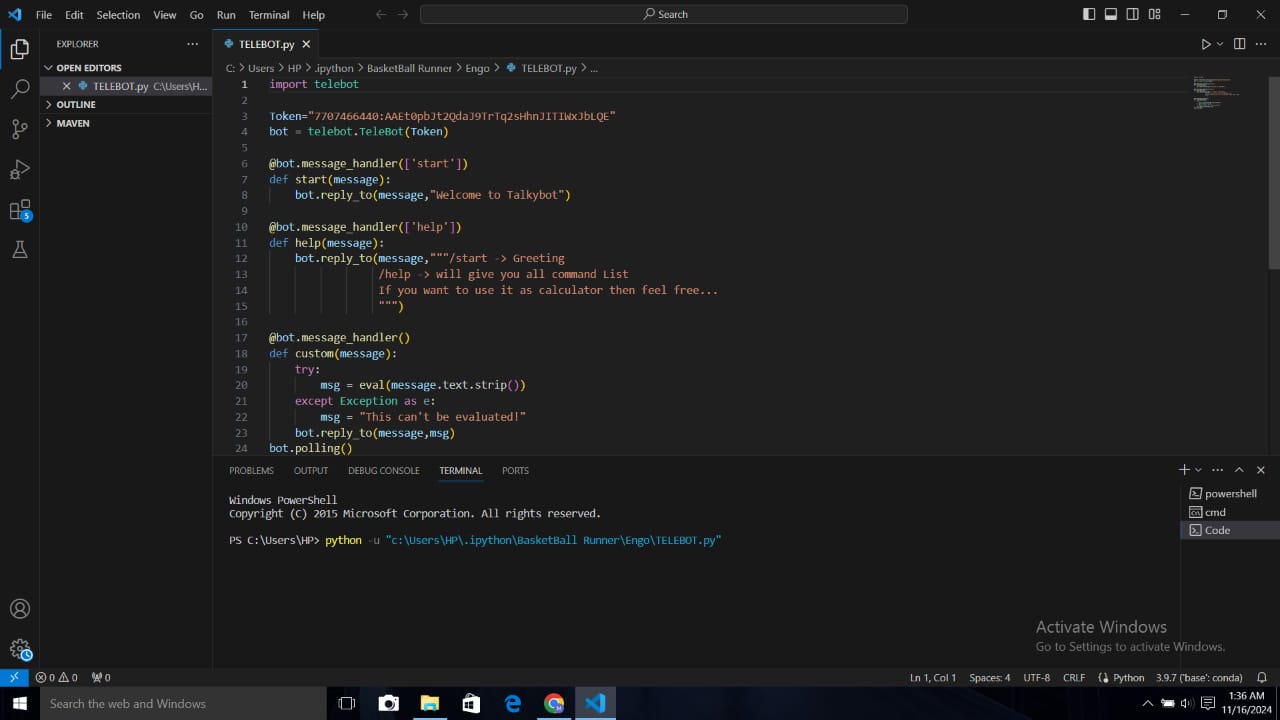 File Edit Selection View Go Run Terminal Help
Search
EXPLORER
OPEN EDITORS
TELEBOT.py C:\Users\H...
OUTLINE
MAVEN
5
TELEBOT.py
C: > Users > HP > .ipython > BasketBall Runner > Engo > TELEBOT.py > ...
1 import telebot
2
3 Token="7707466440:AAEt0pbJt2QdaJ9TrTq2sHhnJITIWxJbLQE"
4 bot = telebot.TeleBot(Token)
5
6 @bot.message_handler(['start'])
7 def start(message):
8 bot.reply_to(message,"Welcome to Talkybot")
9
10 @bot.message_handler(['help'])
11 def help(message):
12 bot.reply_to(message,"""/start -> Greeting
13 /help -> will give you all command List
14 If you want to use it as calculator then feel free...
15 """)
16
17 @bot.message_handler()
18 def custom(message):
19 try:
20 msg = eval(message.text.strip())
21 except Exception as e:
22 msg = "This can't be evaluated!"
23 bot.reply_to(message,msg)
24 bot.polling()
PROBLEMS OUTPUT DEBUG CONSOLE TERMINAL PORTS
Windows PowerShell
Copyright (C) 2015 Microsoft Corporation. All rights reserved.
PS C:\Users\HP> python -u "c:\Users\HP\.ipython\BasketBall Runner\Engo\TELEBOT.py"
powershell
cmd
Code
Activate Windows
Go to Settings to activate Windows.
0 0 0
Ln 1, Col 1 Spaces: 4 UTF-8 CRLF Python 3.9.7 ('base': conda)
Search the web and Windows
1:36 AM
11/16/2024